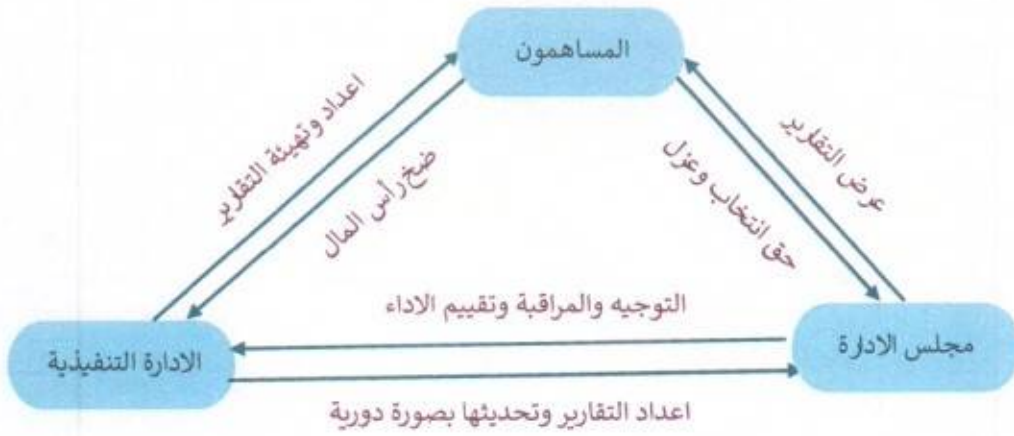 المساهمون
اعداد وتهيئة التقارير
ضخ رأس المال
حق انتخاب وعزل
عرض التقارير
التوجيه والمراقبة وتقييم الاداء
مجلس الادارة
الادارة التنفيذية
اعداد التقارير وتحديثها بصورة دورية